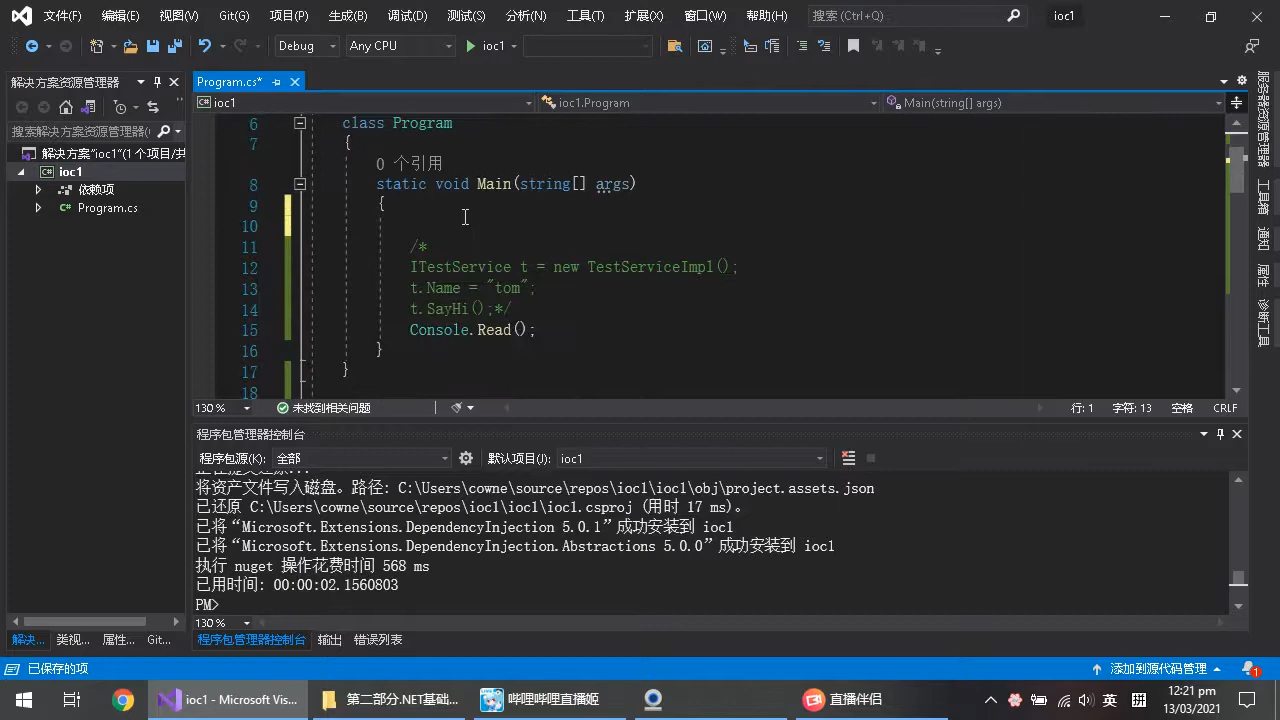 文件(F) 编辑(E) 视图(V) Git(G) 项目(P) 生成(B) 调试(D) 测试(S) 分析(N) 工具(T) 扩展(X) 窗口(W) 帮助(H) 搜索 (Ctrl+Q) ioc1
Debug Any CPU ioc1
解决方案资源管理器
搜索解决方案资源管理器(
解决方案"ioc1"(1 个项目/共
ioc1
依赖项
Program.cs
Program.cs*
ioc1 ioc1.Program Main(string[] args)
6 class Program
7 {
0 个引用
8 static void Main(string[] args)
9 {
10
11 /*
12 ITestService t = new TestServiceImpl();
13 t.Name = "tom";
14 t.SayHi();*/
15 Console.Read();
16 }
17 }
18
130 % 未找到相关问题 行: 1 字符: 13 空格 CRLF
程序包管理器控制台
程序包源(K): 全部 默认项目(J): ioc1
将资产文件写入磁盘。路径: C:\Users\cowne\source\repos\ioc1\ioc1\obj\project.assets.json
已还原 C:\Users\cowne\source\repos\ioc1\ioc1\ioc1.csproj (用时 17 ms)。
已将“Microsoft.Extensions.DependencyInjection 5.0.1”成功安装到 ioc1
已将“Microsoft.Extensions.DependencyInjection.Abstractions 5.0.0”成功安装到 ioc1
执行 nuget 操作花费时间 568 ms
已用时间: 00:00:02.1560803
PM>
130 %
解决... 类视... 属性... Git...
程序包管理器控制台 输出 错误列表
服务器资源管理器
工具箱
通知
属性
诊断工具
已保存的项 添加到源代码管理 1
ioc1 - Microsoft Vis... 第二部分.NET基础... 哔哩哔哩直播姬 直播伴侣 英 拼
12:21 pm
13/03/2021